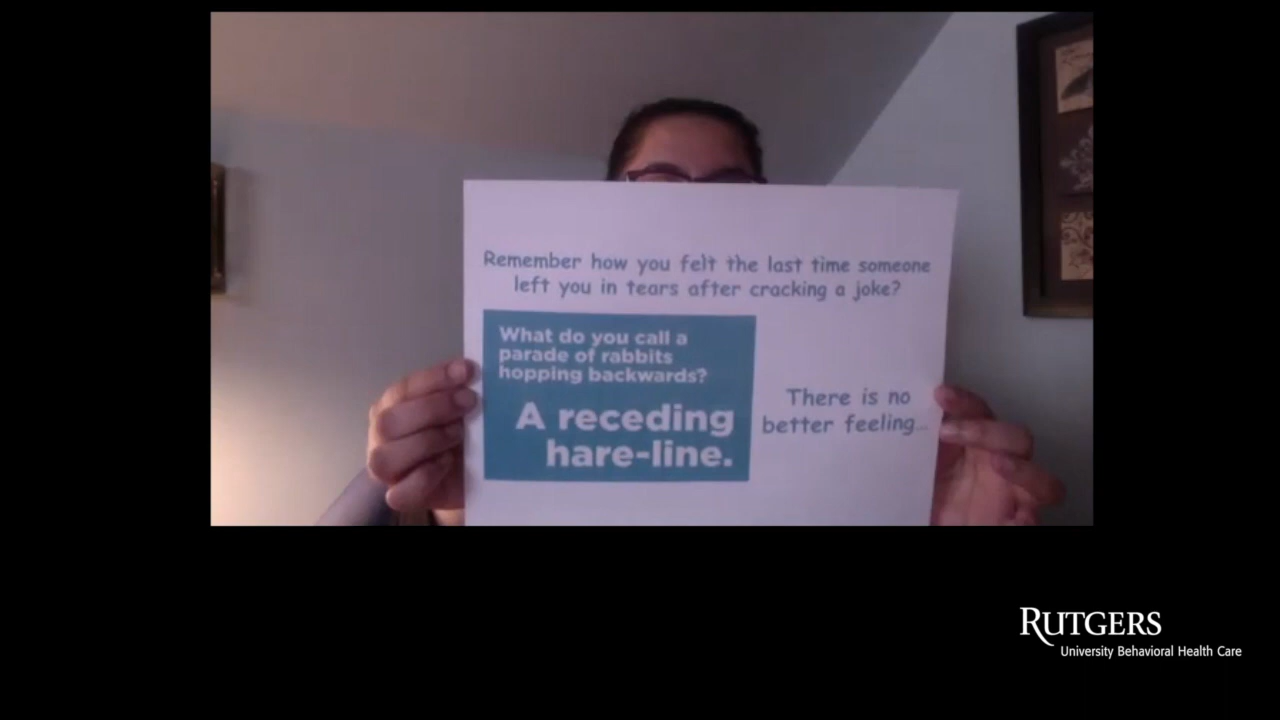 Remember how you felt the last time someone
left you in tears after cracking a joke?
What do you call a
parade of rabbits
hopping backwards?
A receding
hare-line.
There is no
better feeling...
RUTGERS
University Behavioral Health Care